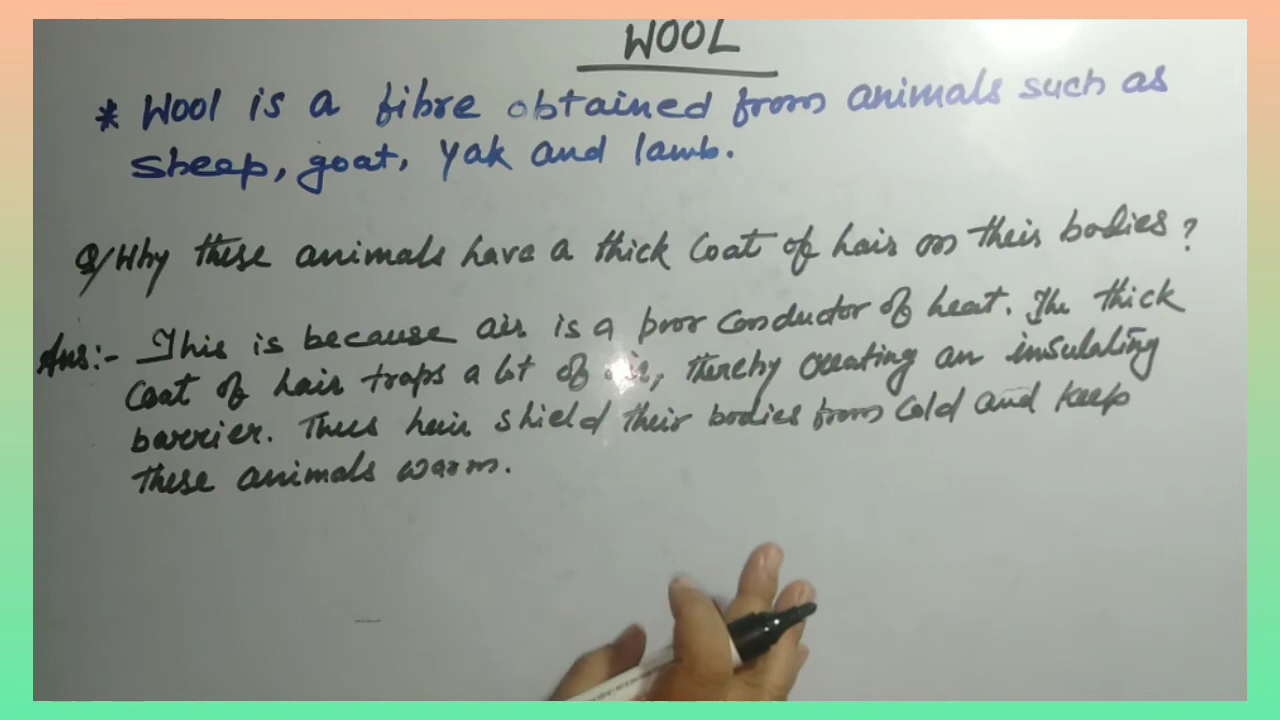 WOOL
* Wool is a fibre obtained from animals such as
sheep, goat, Yak and lamb.
Q/Why these animals have a thick coat of hair on their bodies?
Ans:- This is because air is a poor conductor of heat. The thick
coat of hair traps a lot of air, thereby creating an insulating
barrier. Thus hair shield their bodies from cold and keep
these animals warm.